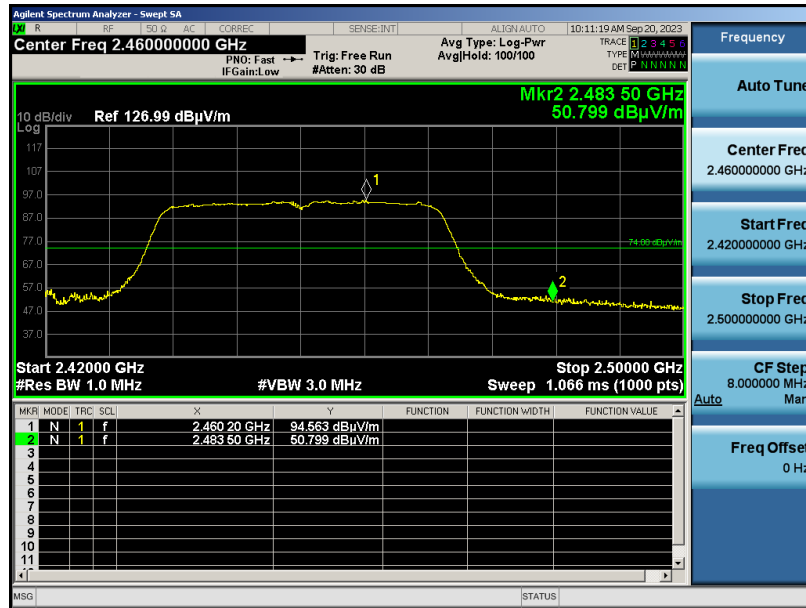 Agilent Spectrum Analyzer - Swept SA
LXI R RF 50 Ω AC CORREC SENSE:INT ALIGN AUTO 10:11:19 AM Sep 20, 2023
Center Freq 2.460000000 GHz
PNO: Fast
IFGain:Low
Trig: Free Run
#Atten: 30 dB
Avg Type: Log-Pwr
Avg|Hold: 100/100
TRACE 1 2 3 4 5 6
TYPE M WWWWW
DET P N N N N N
Mkr2 2.483 50 GHz
50.799 dBµV/m
10 dB/div Ref 126.99 dBµV/m
Log
117
107
97.0
87.0
77.0
67.0
57.0
47.0
37.0
1
74.00 dBµV/m
2
Start 2.42000 GHz Stop 2.50000 GHz
#Res BW 1.0 MHz #VBW 3.0 MHz Sweep 1.066 ms (1000 pts)
MKR MODE TRC SCL X Y FUNCTION FUNCTION WIDTH FUNCTION VALUE
1 N 1 f 2.460 20 GHz 94.563 dBµV/m
2 N 1 f 2.483 50 GHz 50.799 dBµV/m
3
4
5
6
7
8
9
10
11
MSG STATUS
Frequency
Auto Tune
Center Freq
2.460000000 GHz
Start Freq
2.420000000 GHz
Stop Freq
2.500000000 GHz
CF Step
8.000000 MHz
Auto Man
Freq Offset
0 Hz